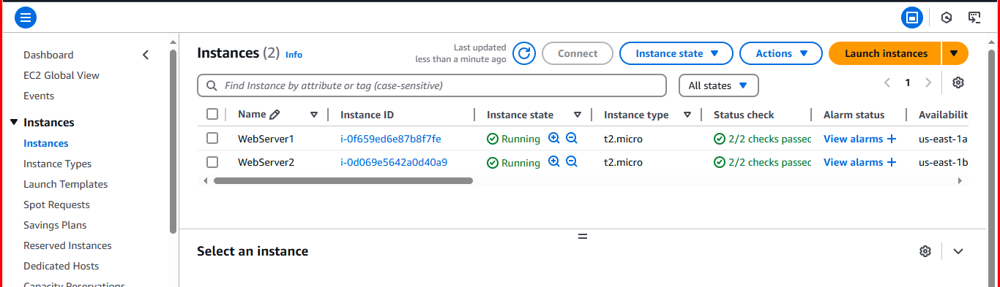 Dashboard
EC2 Global View
Events
Instances
Instances
Instance Types
Launch Templates
Spot Requests
Savings Plans
Reserved Instances
Dedicated Hosts
Capacity Reservations
Instances (2) Info
Last updated
less than a minute ago
Connect
Instance state
Actions
Launch instances
Find Instance by attribute or tag (case-sensitive)
All states
1
Name Instance ID Instance state Instance type Status check Alarm status Availabilit
WebServer1 i-0f659ed6e87b8f7fe Running t2.micro 2/2 checks passec View alarms + us-east-1a
WebServer2 i-0d069e5642a0d40a9 Running t2.micro 2/2 checks passec View alarms + us-east-1b
Select an instance